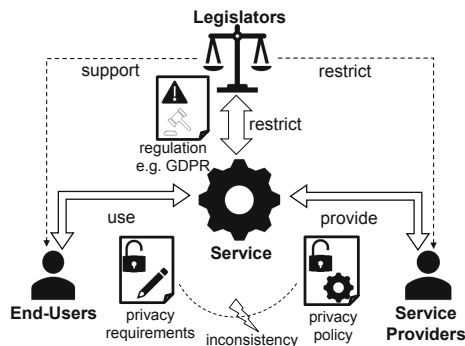 Legislators
support
restrict
restrict
regulation
e.g. GDPR
use
provide
Service
End-Users
privacy
requirements
inconsistency
privacy
policy
Service
Providers